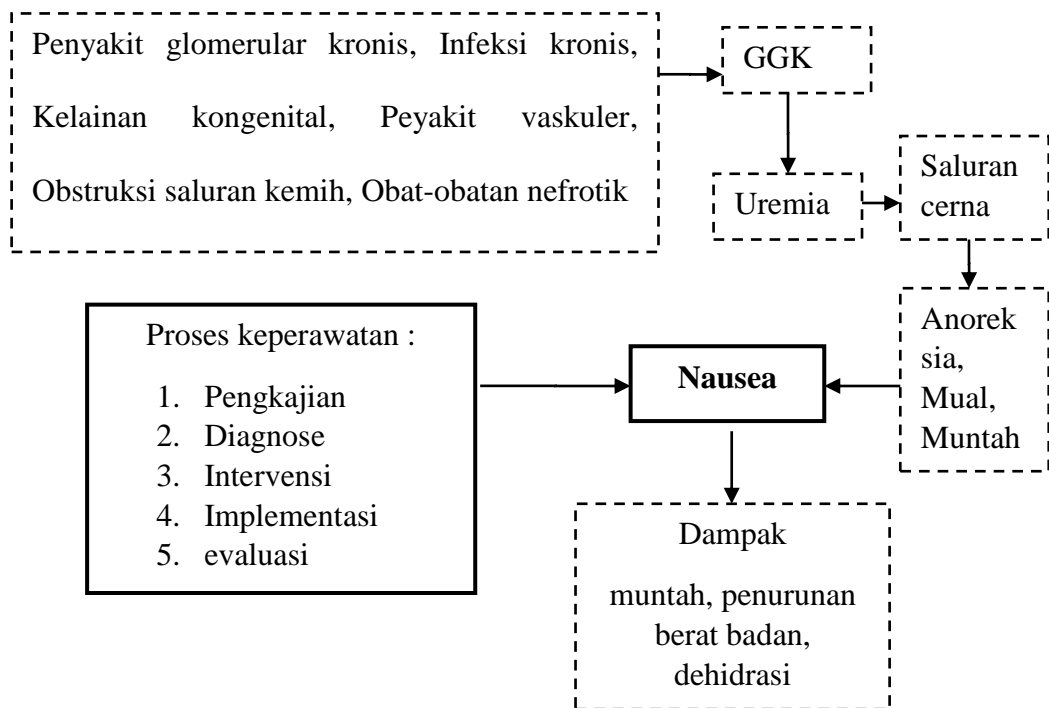 Penyakit glomerular kronis, Infeksi kronis,
Kelainan kongenital, Peyakit vaskuler,
Obstruksi saluran kemih, Obat-obatan nefrotik
GGK
Uremia
Saluran
cerna
Anorek
sia,
Mual,
Muntah
Proses keperawatan :
1. Pengkajian
2. Diagnose
3. Intervensi
4. Implementasi
5. evaluasi
Nausea
Dampak
muntah, penurunan
berat badan,
dehidrasi